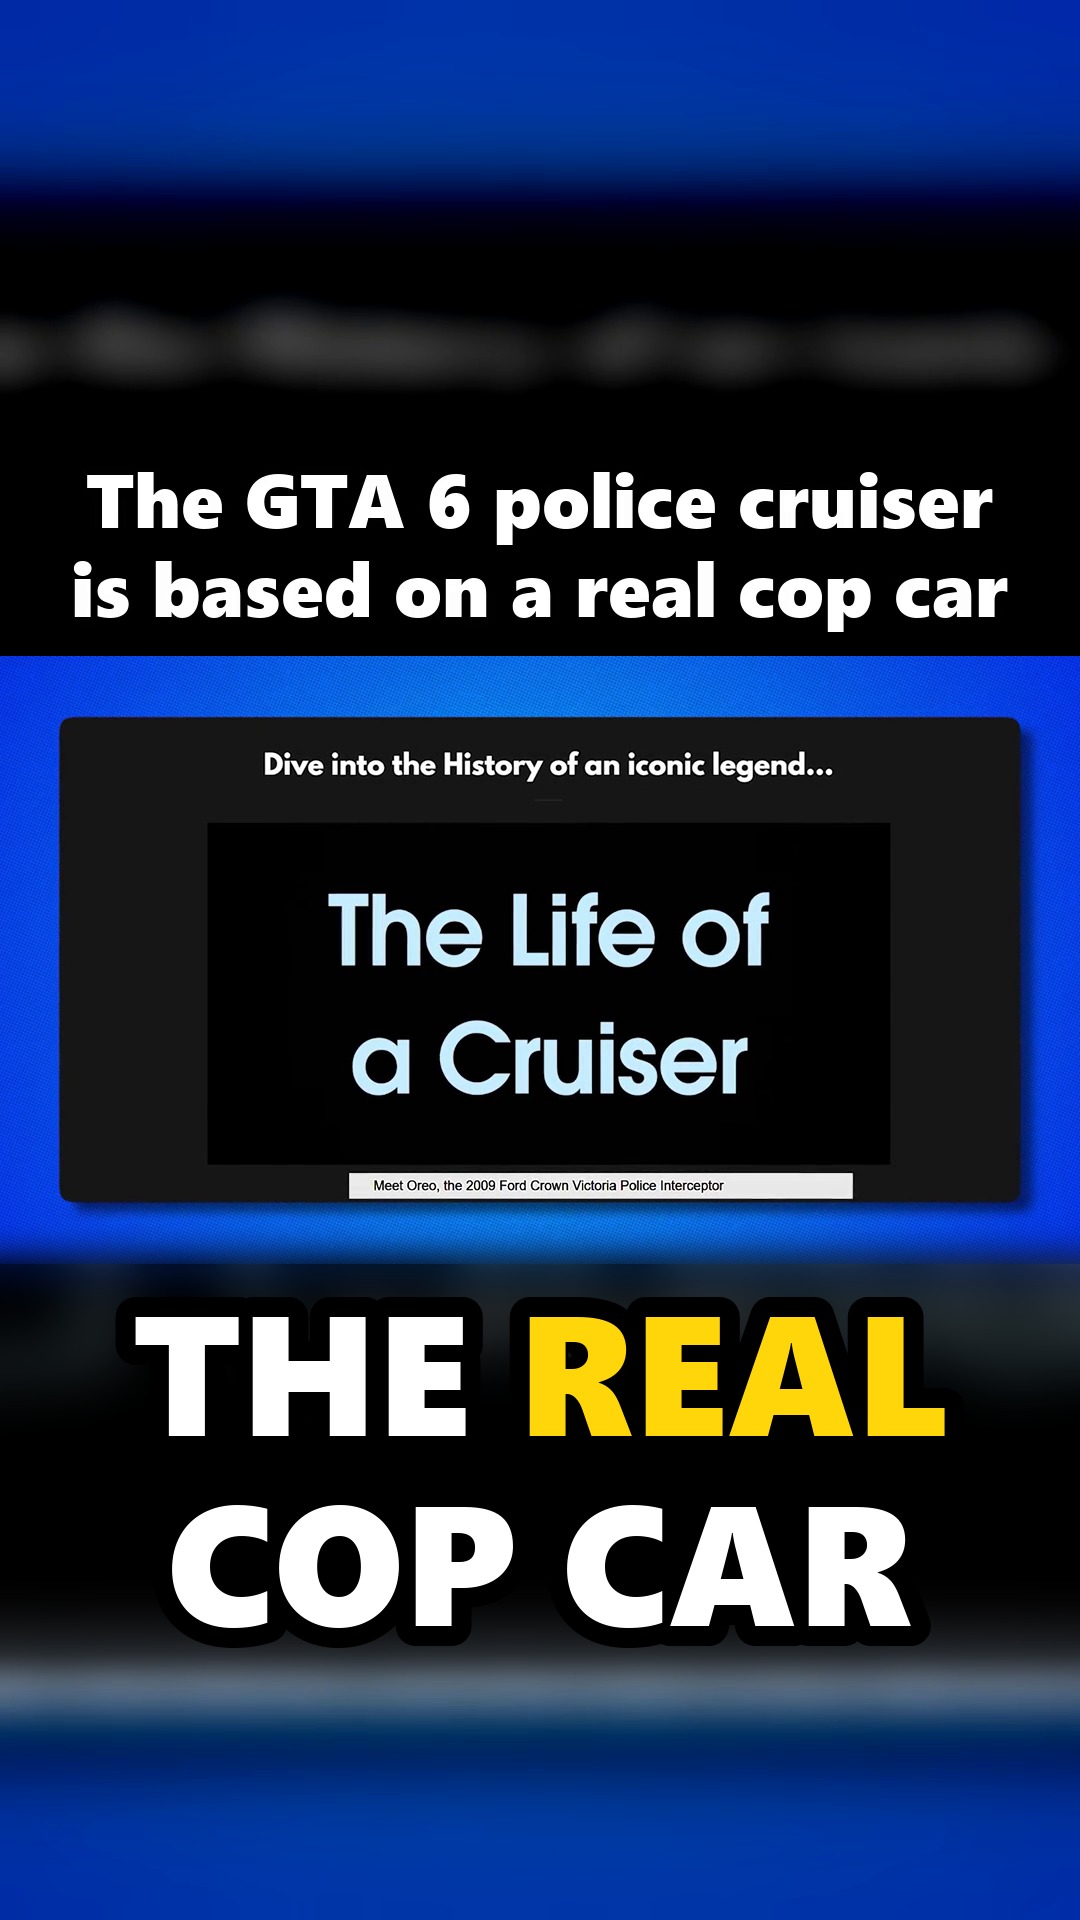 The GTA 6 police cruiser
is based on a real cop car
Dive into the History of an iconic legend...
The Life of
a Cruiser
Meet Oreo, the 2009 Ford Crown Victoria Police Interceptor
THE REAL
COP CAR